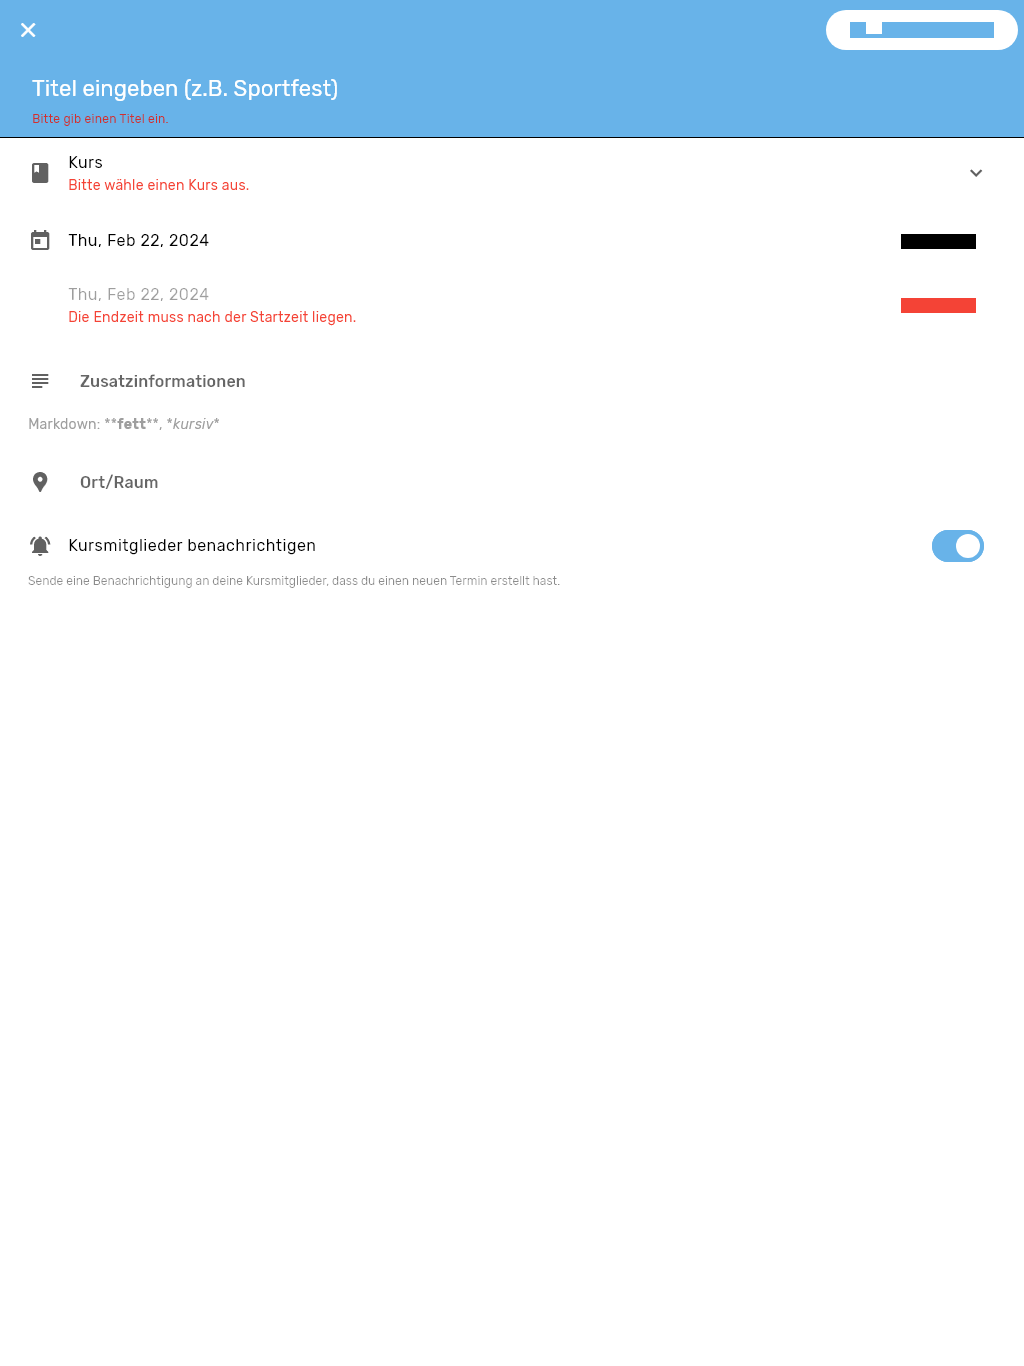 Titel eingeben (z.B. Sportfest)
Bitte gib einen Titel ein.
Kurs
Bitte wähle einen Kurs aus.
Thu, Feb 22, 2024
Thu, Feb 22, 2024
Die Endzeit muss nach der Startzeit liegen.
Zusatzinformationen
Markdown: **fett**, *kursiv*
Ort/Raum
Kursmitglieder benachrichtigen
Sende eine Benachrichtigung an deine Kursmitglieder, dass du einen neuen Termin erstellt hast.